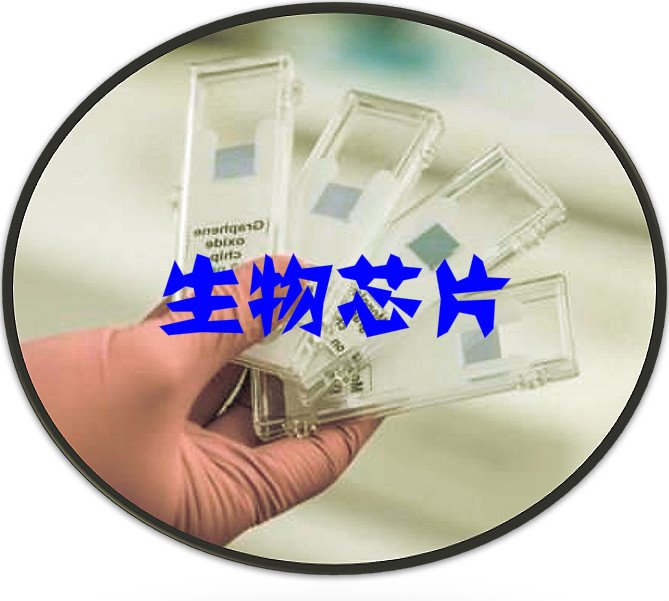 Graphene
oxide
chip
生物芯片